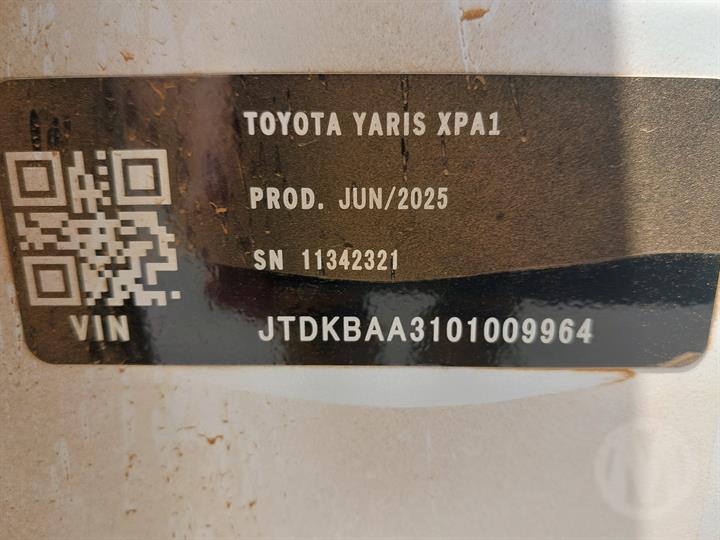 TOYOTA YARIS XPA1
PROD. JUN/2025
SN 11342321
VIN JTDKBAA3101009964
M